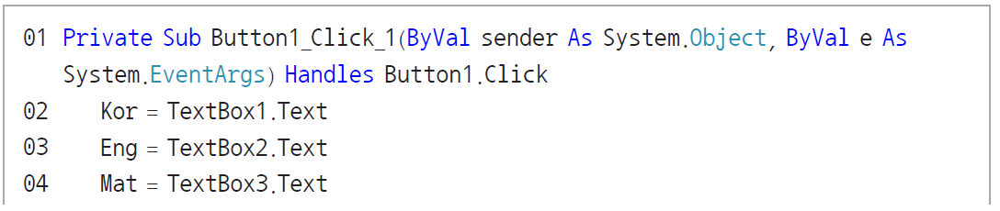 01 Private Sub Button1_Click_1(ByVal sender As System.Object, ByVal e As
System.EventArgs) Handles Button1.Click
02 Kor = TextBox1.Text
03 Eng = TextBox2.Text
04 Mat = TextBox3.Text